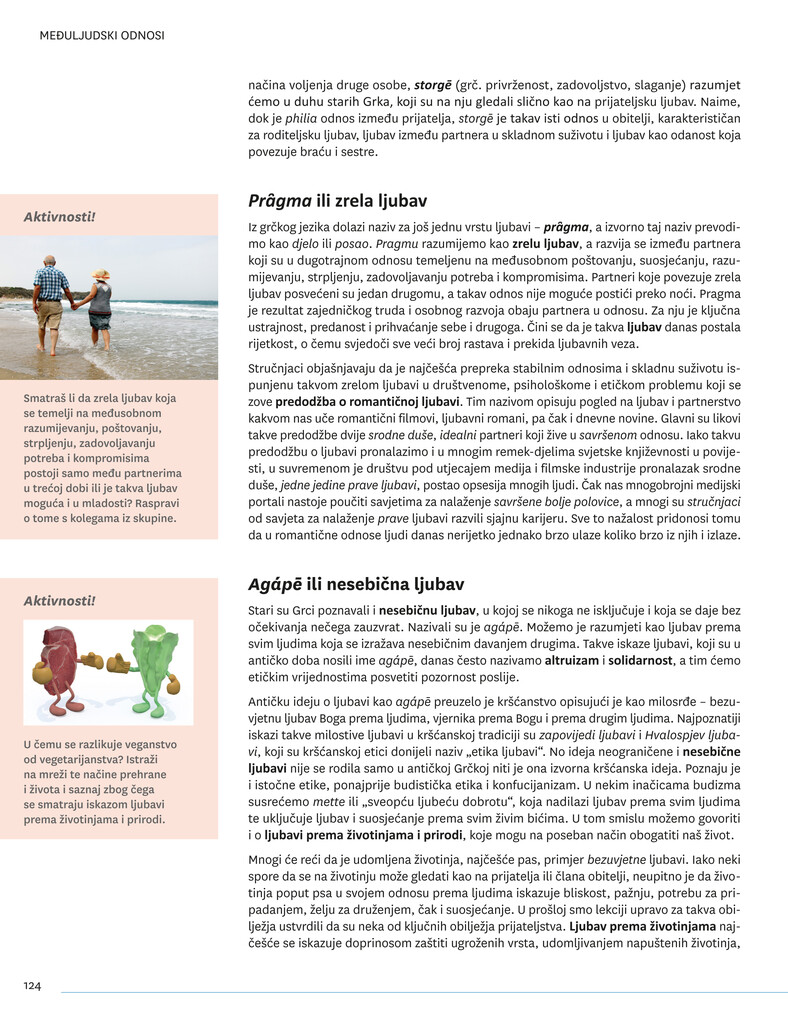 MEĐULJUDSKI ODNOSI
načina voljenja druge osobe, storgē (grč. privrženost, zadovoljstvo, slaganje) razumjet
ćemo u duhu starih Grka, koji su na nju gledali slično kao na prijateljsku ljubav. Naime,
dok je philia odnos između prijatelja, storgē je takav isti odnos u obitelji, karakterističan
za roditeljsku ljubav, ljubav između partnera u skladnom suživotu i ljubav kao odanost koja
povezuje braću i sestre.
Prâgma ili zrela ljubav
Iz grčkog jezika dolazi naziv za još jednu vrstu ljubavi – prâgma, a izvorno taj naziv prevodi-
mo kao djelo ili posao. Pragmu razumijemo kao zrelu ljubav, a razvija se između partnera
koji su u dugotrajnom odnosu temeljenu na međusobnom poštovanju, suosjećanju, razu-
mijevanju, strpljenju, zadovoljavanju potreba i kompromisima. Partneri koje povezuje zrela
ljubav posvećeni su jedan drugomu, a takav odnos nije moguće postići preko noći. Pragma
je rezultat zajedničkog truda i osobnog razvoja obaju partnera u odnosu. Za nju je ključna
ustrajnost, predanost i prihvaćanje sebe i drugoga. Čini se da je takva ljubav danas postala
rijetkost, o čemu svjedoči sve veći broj rastava i prekida ljubavnih veza.
Stručnjaci objašnjavaju da je najčešća prepreka stabilnim odnosima i skladnu suživotu is-
punjenu takvom zrelom ljubavi u društvenome, psihološkome i etičkom problemu koji se
zove predodžba o romantičnoj ljubavi. Tim nazivom opisuju pogled na ljubav i partnerstvo
kakvom nas uče romantični filmovi, ljubavni romani, pa čak i dnevne novine. Glavni su likovi
takve predodžbe dvije srodne duše, idealni partneri koji žive u savršenom odnosu. Iako takvu
predodžbu o ljubavi pronalazimo i u mnogim remek-djelima svjetske književnosti u povije-
sti, u suvremenom je društvu pod utjecajem medija i filmske industrije pronalazak srodne
duše, jedne jedine prave ljubavi, postao opsesija mnogih ljudi. Čak nas mnogobrojni medijski
portali nastoje poučiti savjetima za nalaženje savršene bolje polovice, a mnogi su stručnjaci
od savjeta za nalaženje prave ljubavi razvili sjajnu karijeru. Sve to nažalost pridonosi tomu
da u romantične odnose ljudi danas nerijetko jednako brzo ulaze koliko brzo iz njih i izlaze.
Aktivnosti!
Smatraš li da zrela ljubav koja
se temelji na međusobnom
razumijevanju, poštovanju,
strpljenju, zadovoljavanju
potreba i kompromisima
postoji samo među partnerima
u trećoj dobi ili je takva ljubav
moguća i u mladosti? Raspravi
o tome s kolegama iz skupine.
Agápē ili nesebična ljubav
Stari su Grci poznavali i nesebičnu ljubav, u kojoj se nikoga ne isključuje i koja se daje bez
očekivanja nečega zauzvrat. Nazivali su je agápē. Možemo je razumjeti kao ljubav prema
svim ljudima koja se izražava nesebičnim davanjem drugima. Takve iskaze ljubavi, koji su u
antičko doba nosili ime agápē, danas često nazivamo altruizam i solidarnost, a tim ćemo
etičkim vrijednostima posvetiti pozornost poslije.
Antičku ideju o ljubavi kao agápē preuzelo je kršćanstvo opisujući je kao milosrđe – bezu-
vjetnu ljubav Boga prema ljudima, vjernika prema Bogu i prema drugim ljudima. Najpoznatiji
iskazi takve milostive ljubavi u kršćanskoj tradiciji su zapovijedi ljubavi i Hvalospjev ljuba-
vi, koji su kršćanskoj etici donijeli naziv „etika ljubavi“. No ideja neograničene i nesebične
ljubavi nije se rodila samo u antičkoj Grčkoj niti je ona izvorna kršćanska ideja. Poznaju je
i istočne etike, ponajprije budistička etika i konfucijanizam. U nekim inačicama budizma
susrećemo mette ili „sveopću ljubeću dobrotu“, koja nadilazi ljubav prema svim ljudima
te uključuje ljubav i suosjećanje prema svim živim bićima. U tom smislu možemo govoriti
i o ljubavi prema životinjama i prirodi, koje mogu na poseban način obogatiti naš život.
Mnogi će reći da je udomljena životinja, najčešće pas, primjer bezuvjetne ljubavi. Iako neki
spore da se na životinju može gledati kao na prijatelja ili člana obitelji, neupitno je da živo-
tinja poput psa u svojem odnosu prema ljudima iskazuje bliskost, pažnju, potrebu za pri-
padanjem, želju za druženjem, čak i suosjećanje. U prošloj smo lekciji upravo za takva obi-
lježja ustvrdili da su neka od ključnih obilježja prijateljstva. Ljubav prema životinjama naj-
češće se iskazuje doprinosom zaštiti ugroženih vrsta, udomljivanjem napuštenih životinja,
Aktivnosti!
U čemu se razlikuje veganstvo
od vegetarijanstva? Istraži
na mreži te načine prehrane
i života i saznaj zbog čega
se smatraju iskazom ljubavi
prema životinjama i prirodi.
124